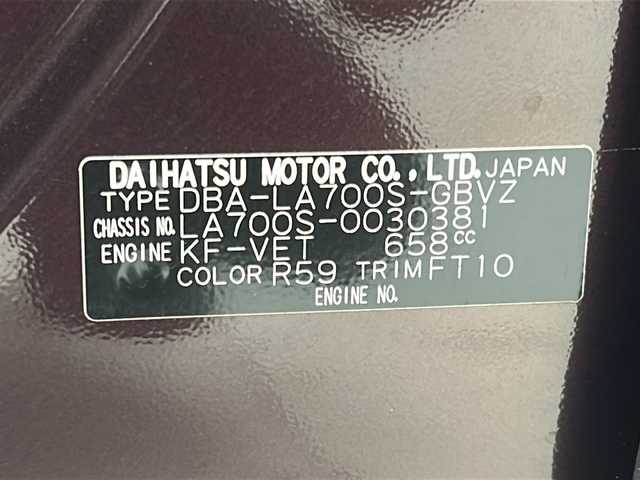 DAIHATSU MOTOR CO.,LTD. JAPAN
TYPE DBA-LA700S-GBVZ
CHASSIS NO. LA700S-0030381
ENGINE KF-VET 658cc
COLOR R59 TRIM FT10
ENGINE NO.